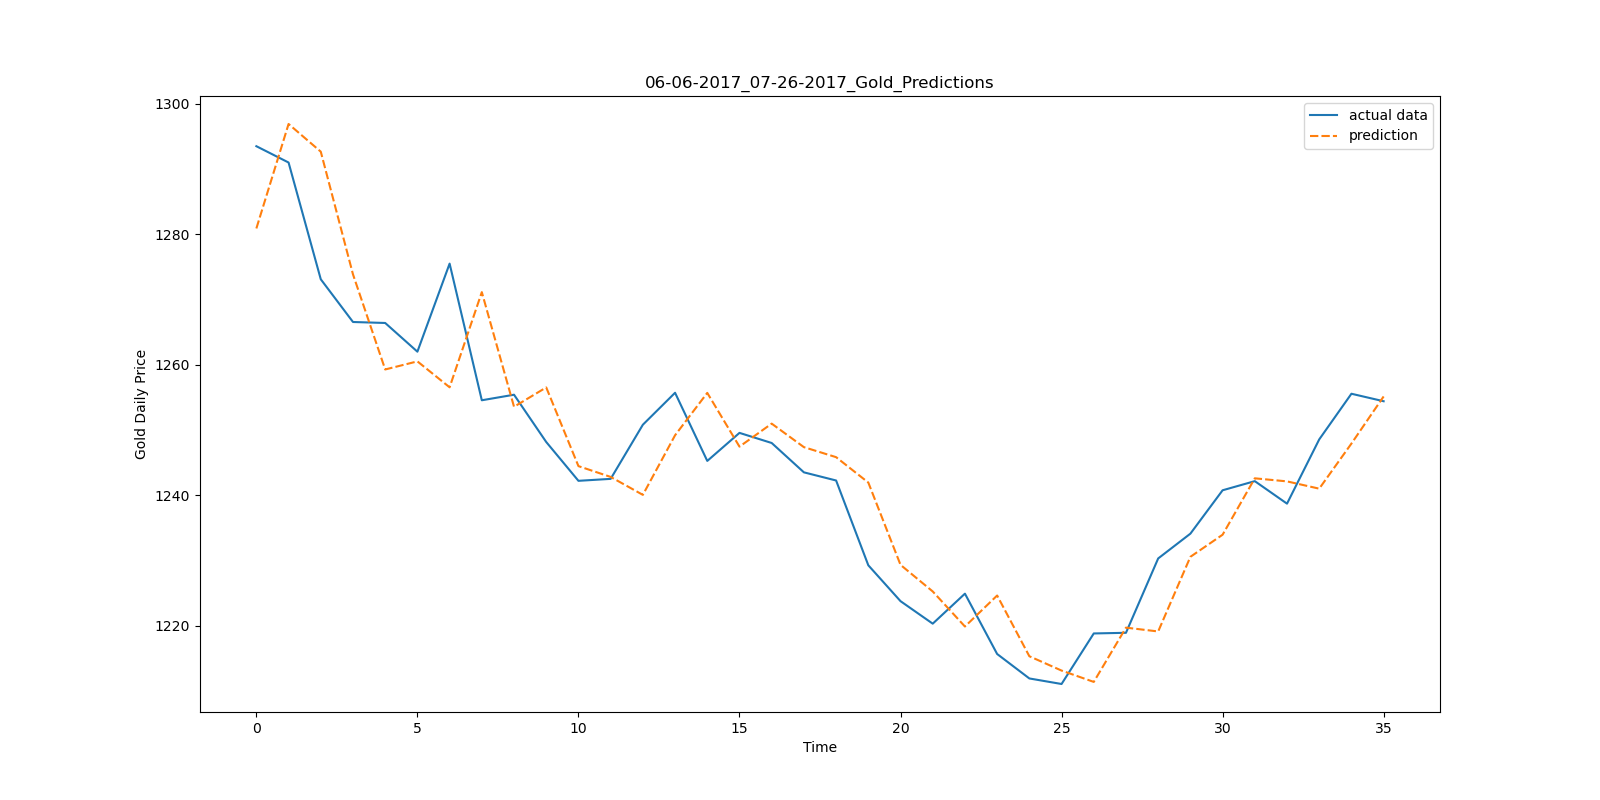 06-06-2017_07-26-2017_Gold_Predictions
actual data
prediction
Gold Daily Price
1300
1280
1260
1240
1220
0 5 10 15 20 25 30 35
Time